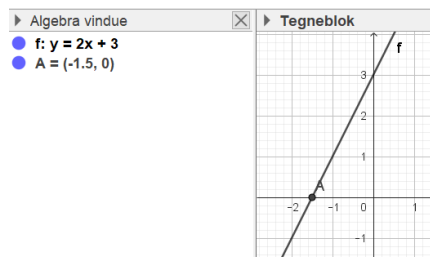 Algebra vindue
f: y = 2x + 3
A = (-1.5, 0)
Tegneblok
f
3
2
1
A
-2 -1 0 1
-1